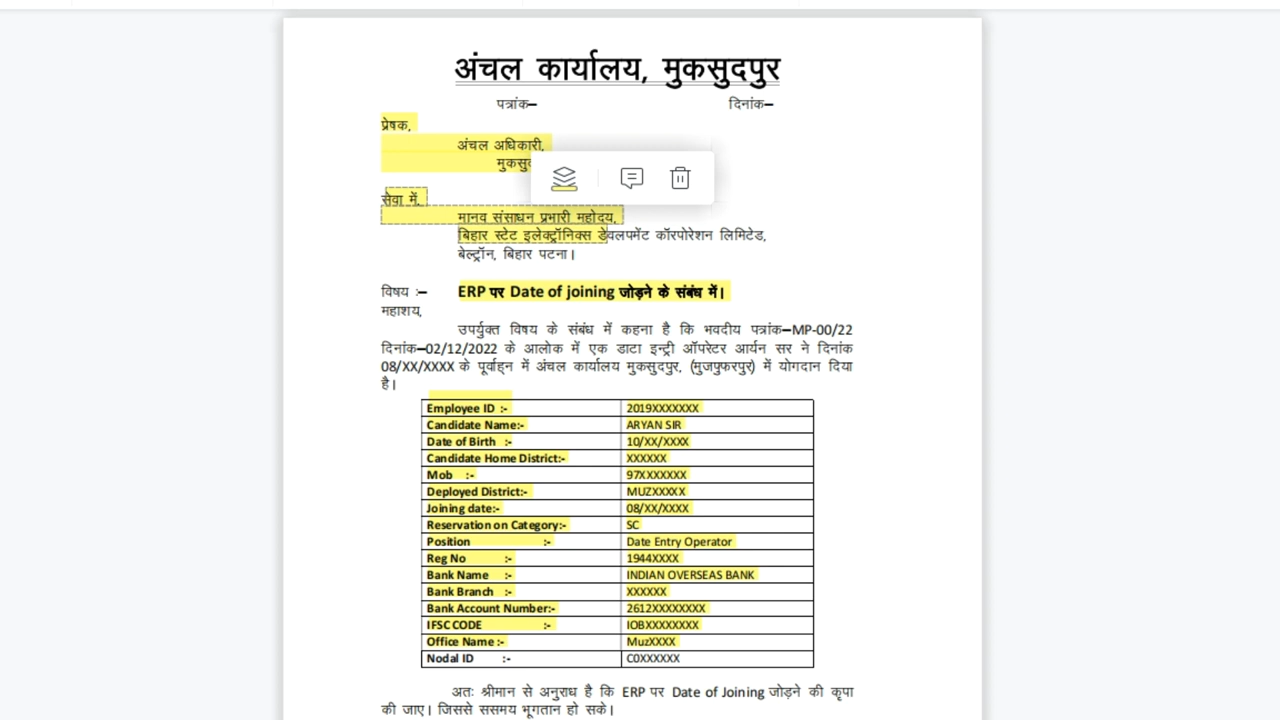 अंचल कार्यालय, मुकसुदपुर
पत्रांक– दिनांक–
प्रेषक,
अंचल अधिकारी,
सेवा में,
मानव संसाधन प्रभारी महोदय,
बिहार स्टेट इलेक्ट्रॉनिक्स डेवलपमेंट कॉरपोरेशन लिमिटेड,
बेल्ट्रॉन, बिहार पटना।
विषय :– ERP पर Date of joining जोड़ने के संबंध में।
महाशय,
उपर्युक्त विषय के संबंध में कहना है कि भवदीय पत्रांक–MP-00/22
दिनांक–02/12/2022 के आलोक में एक डाटा इन्ट्री ऑपरेटर आर्यन सर ने दिनांक
08/XX/XXXX के पूर्वाह्न में अंचल कार्यालय मुकसुदपुर, (मुजफ्फरपुर) में योगदान दिया
है।
Employee ID :- 2019XXXXXXX
Candidate Name:- ARYAN SIR
Date of Birth :- 10/XX/XXXX
Candidate Home District:- XXXXXX
Mob :- 97XXXXXXX
Deployed District:- MUZXXXXX
Joining date:- 08/XX/XXXX
Reservation on Category:- SC
Position :- Date Entry Operator
Reg No :- 1944XXXX
Bank Name :- INDIAN OVERSEAS BANK
Bank Branch :- XXXXXX
Bank Account Number:- 2612XXXXXXXX
IFSC CODE :- IOBXXXXXXXX
Office Name :- MuzXXXX
Nodal ID :- C0XXXXXX
अतः श्रीमान से अनुराध है कि ERP पर Date of Joining जोड़ने की कृपा
की जाए। जिससे ससमय भूगतान हो सके।